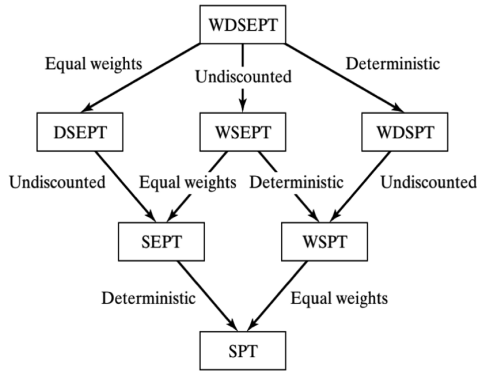 WDSEPT
Equal weights
Undiscounted
Deterministic
DSEPT
WSEPT
WDSPT
Undiscounted
Equal weights
Deterministic
Undiscounted
SEPT
WSPT
Deterministic
Equal weights
SPT